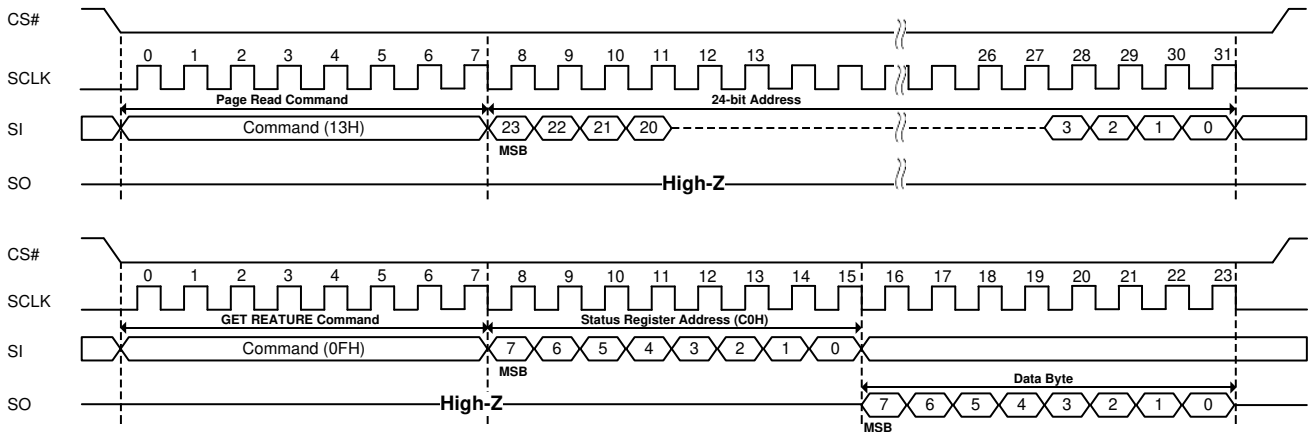 CS#
0 1 2 3 4 5 6 7 8 9 10 11 12 13 26 27 28 29 30 31
SCLK
Page Read Command 24-bit Address
SI Command (13H) 23 22 21 20 3 2 1 0
MSB
SO High-Z
CS#
0 1 2 3 4 5 6 7 8 9 10 11 12 13 14 15 16 17 18 19 20 21 22 23
SCLK
GET REATURE Command Status Register Address (C0H)
SI Command (0FH) 7 6 5 4 3 2 1 0
MSB
Data Byte
SO High-Z 7 6 5 4 3 2 1 0
MSB